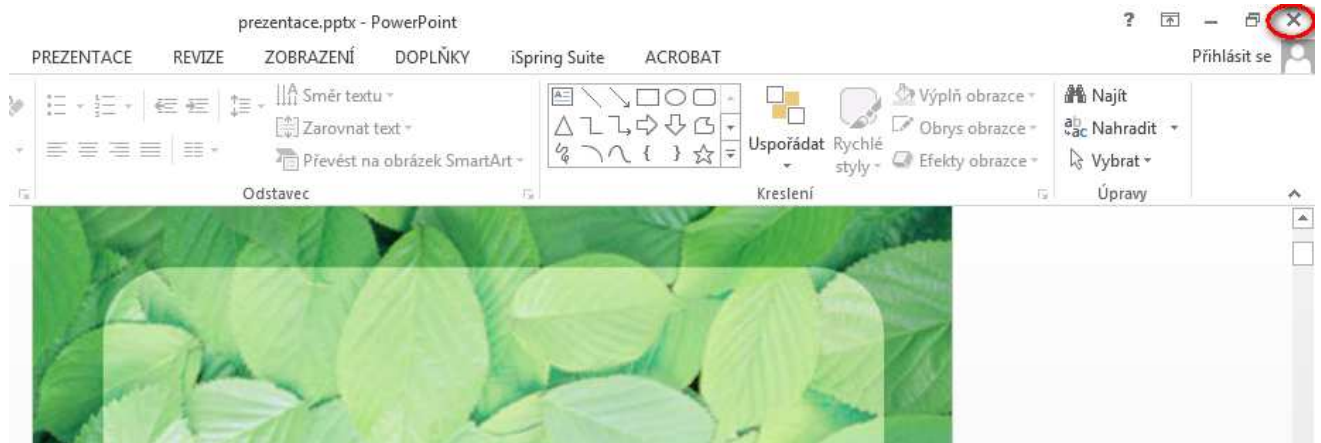 prezentace.pptx - PowerPoint
PREZENTACE REVIZE ZOBRAZENÍ DOPLŇKY iSpring Suite ACROBAT Přihlásit se
Směr textu
Zarovnat text
Převést na obrázek SmartArt
Odstavec
Uspořádat
Rychlé styly
Výplň obrazce
Obrys obrazce
Efekty obrazce
Kreslení
Najít
Nahradit
Vybrat
Úpravy